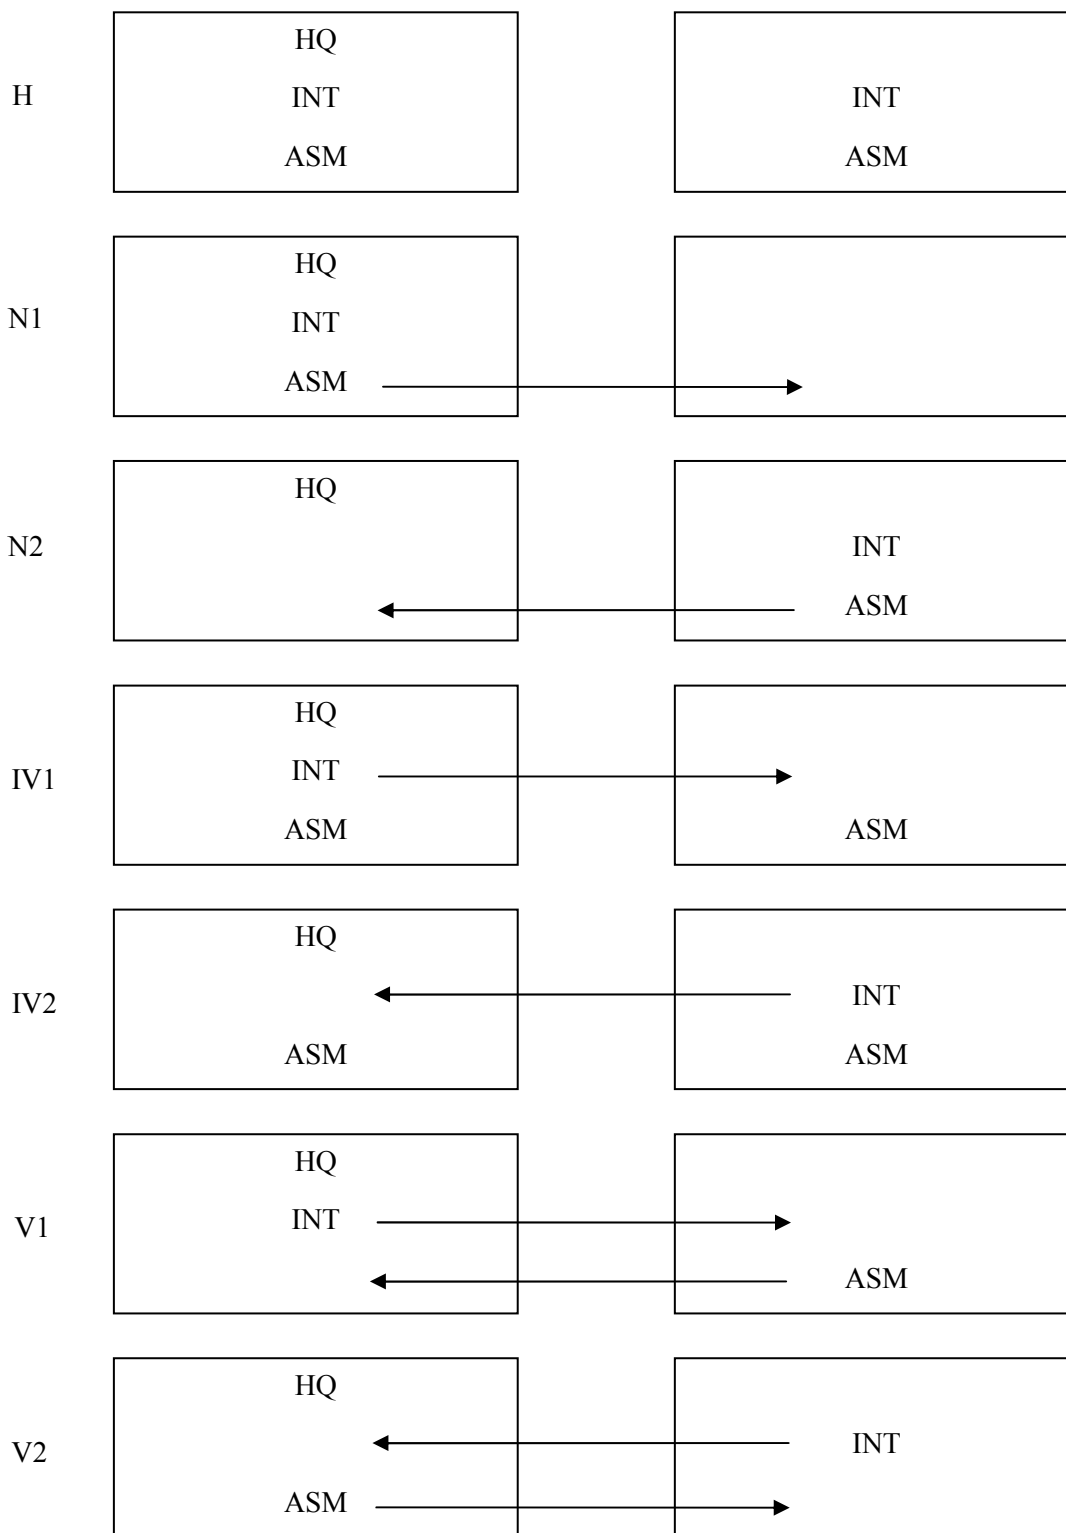 HQ
H INT INT
ASM ASM
HQ
N1 INT
ASM
HQ
N2 INT
ASM
HQ
IV1 INT
ASM ASM
HQ
IV2 INT
ASM ASM
HQ
V1 INT
ASM
HQ
V2 INT
ASM